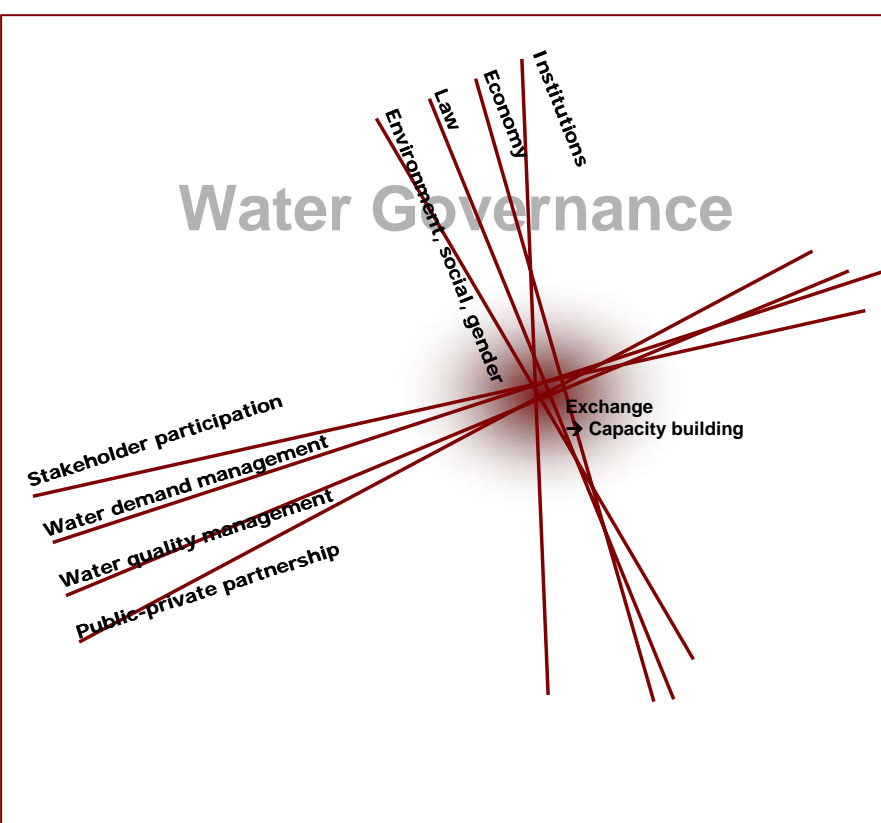 Institutions
Economy
Law
Environment, social, gender
Water Governance
Exchange
→ Capacity building
Stakeholder participation
Water demand management
Water quality management
Public-private partnership